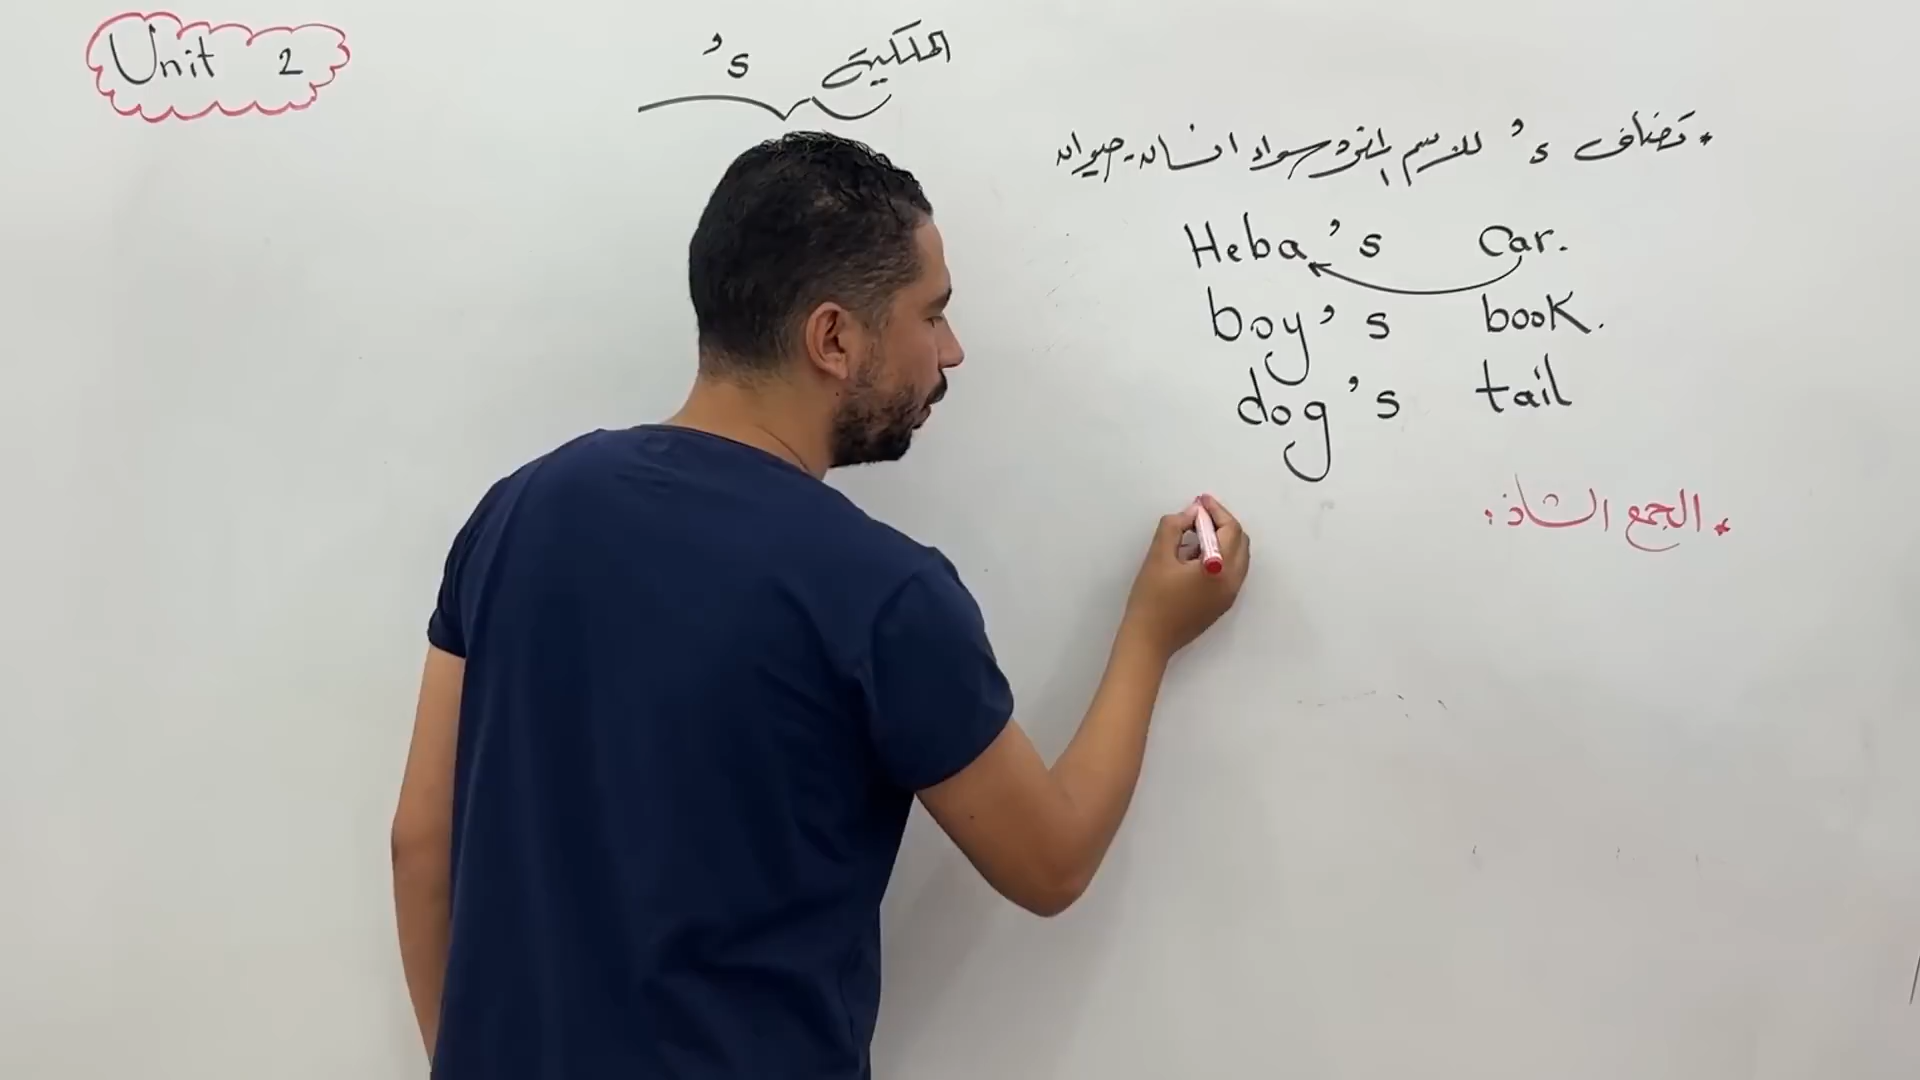 Unit 2
الملكية 's
* تضاف 's للاسم المفرد سواء انسان - حيوان
Heba's car.
boy's book.
dog's tail
* الجمع الشاذ :